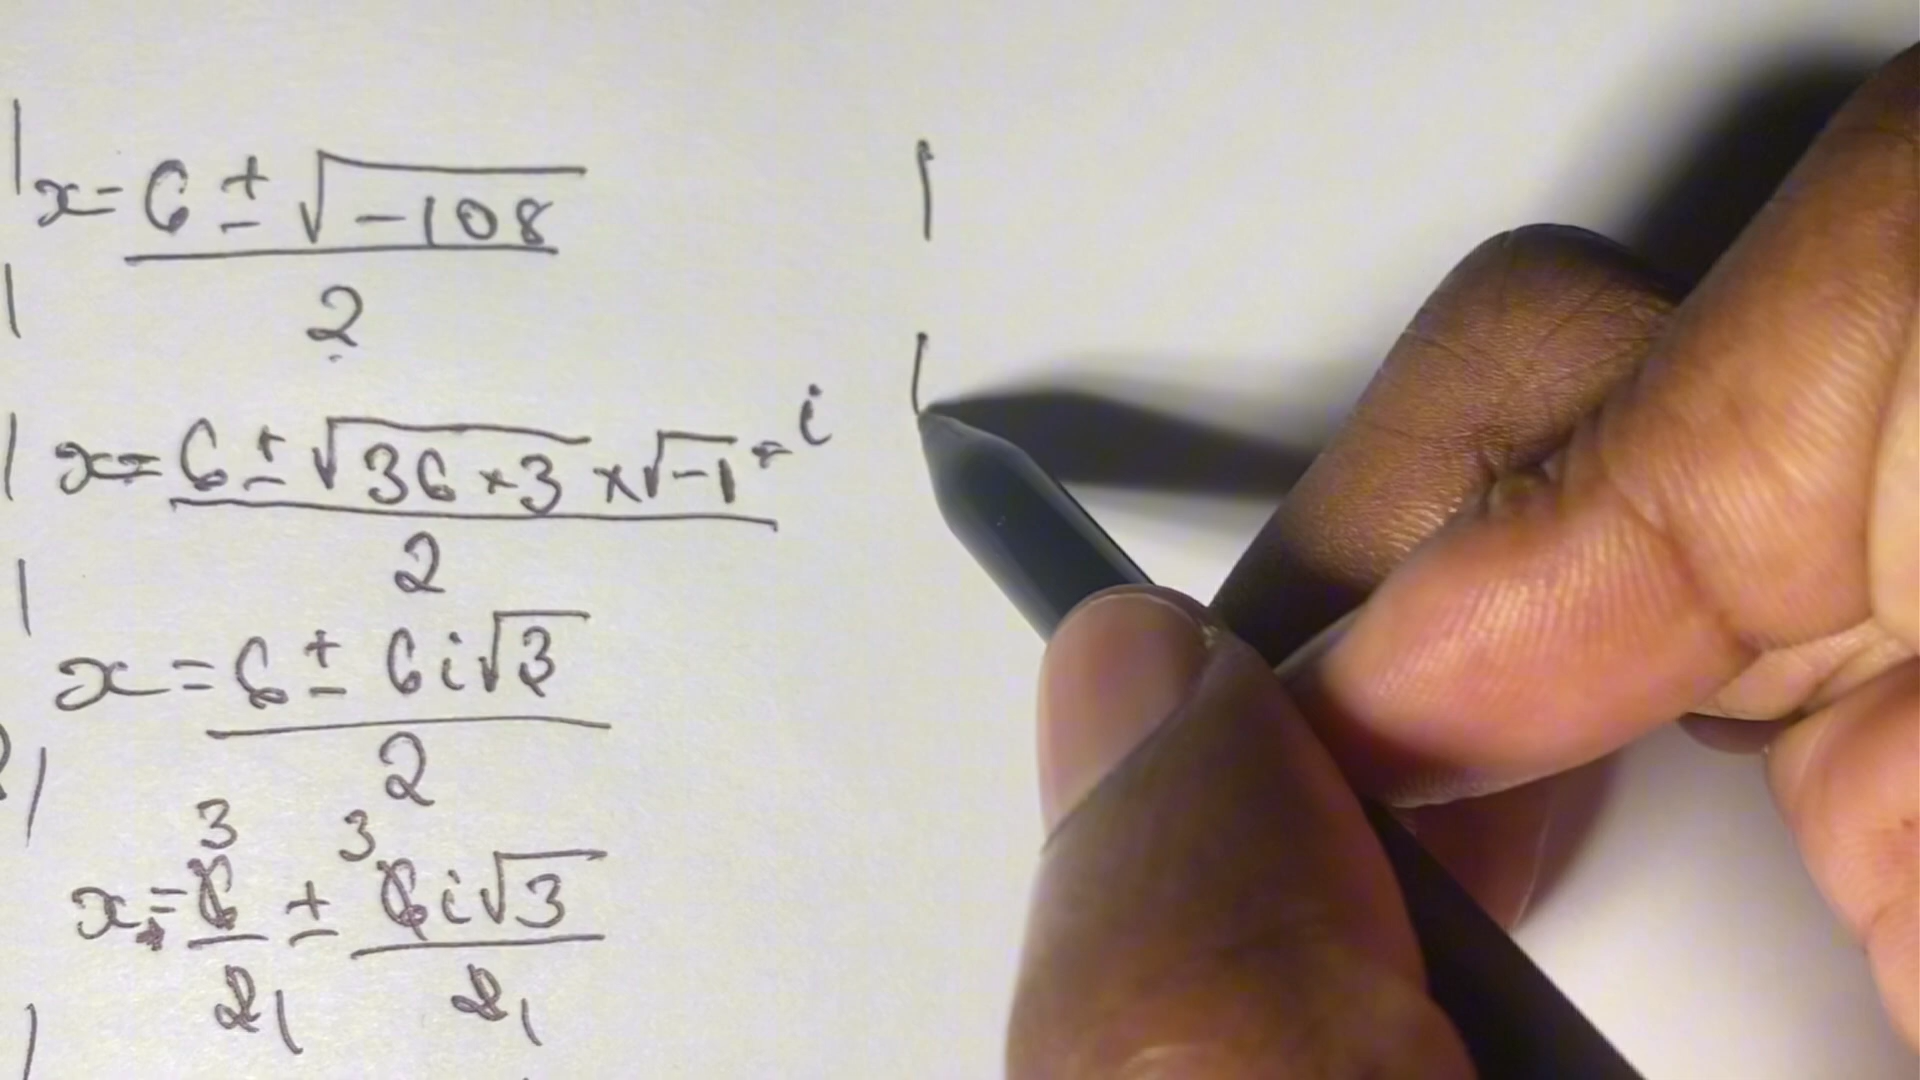 x = 6 ± √-108
2
x = 6 ± √36×3 × √-1 = i
2
x = 6 ± 6i√3
2
3 3
x = 6 ± 6i√3
2 1 2 1